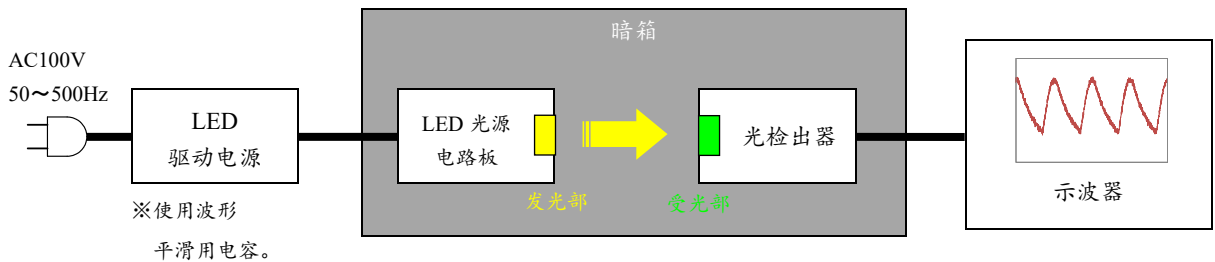 暗箱
AC100V
50～500Hz
LED
驱动电源
LED 光源
电路板
光检出器
示波器
发光部
受光部
※使用波形
平滑用电容。